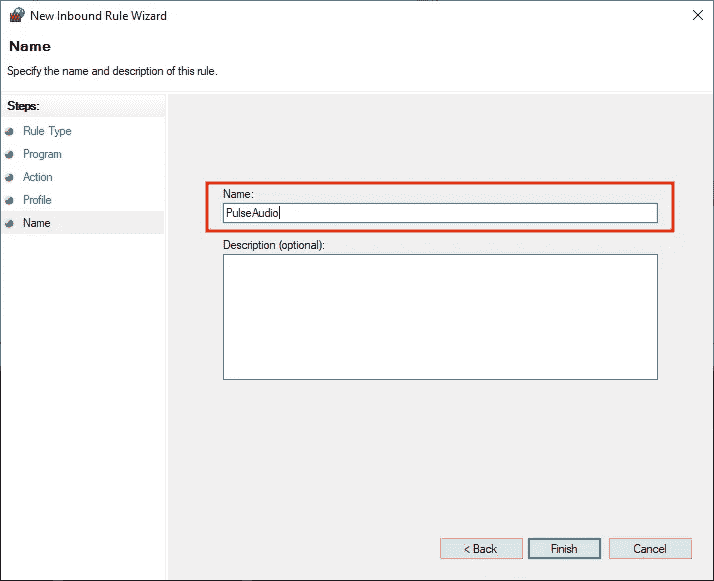 New Inbound Rule Wizard
Name
Specify the name and description of this rule.
Steps:
Rule Type
Program
Action
Profile
Name
Name:
PulseAudio
Description (optional):
< Back
Finish
Cancel